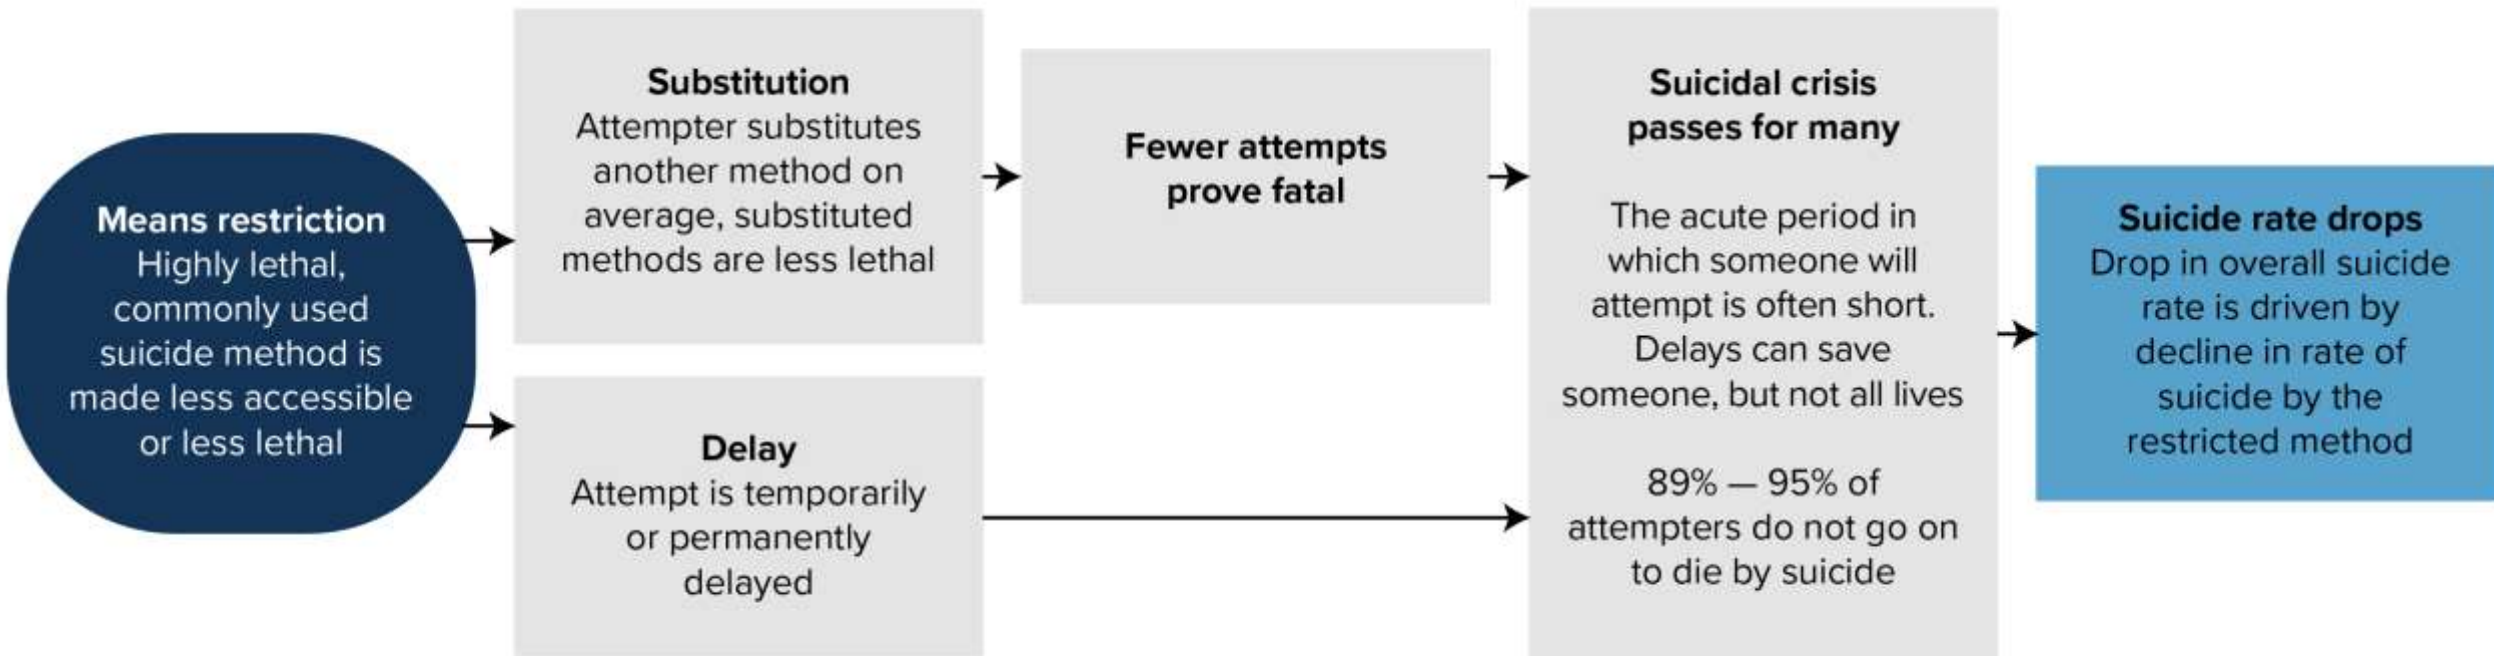 Means restriction
Highly lethal,
commonly used
suicide method is
made less accessible
or less lethal
Substitution
Attempter substitutes
another method on
average, substituted
methods are less lethal
Delay
Attempt is temporarily
or permanently
delayed
Fewer attempts
prove fatal
Suicidal crisis
passes for many
The acute period in
which someone will
attempt is often short.
Delays can save
someone, but not all lives
89% — 95% of
attempters do not go on
to die by suicide
Suicide rate drops
Drop in overall suicide
rate is driven by
decline in rate of
suicide by the
restricted method